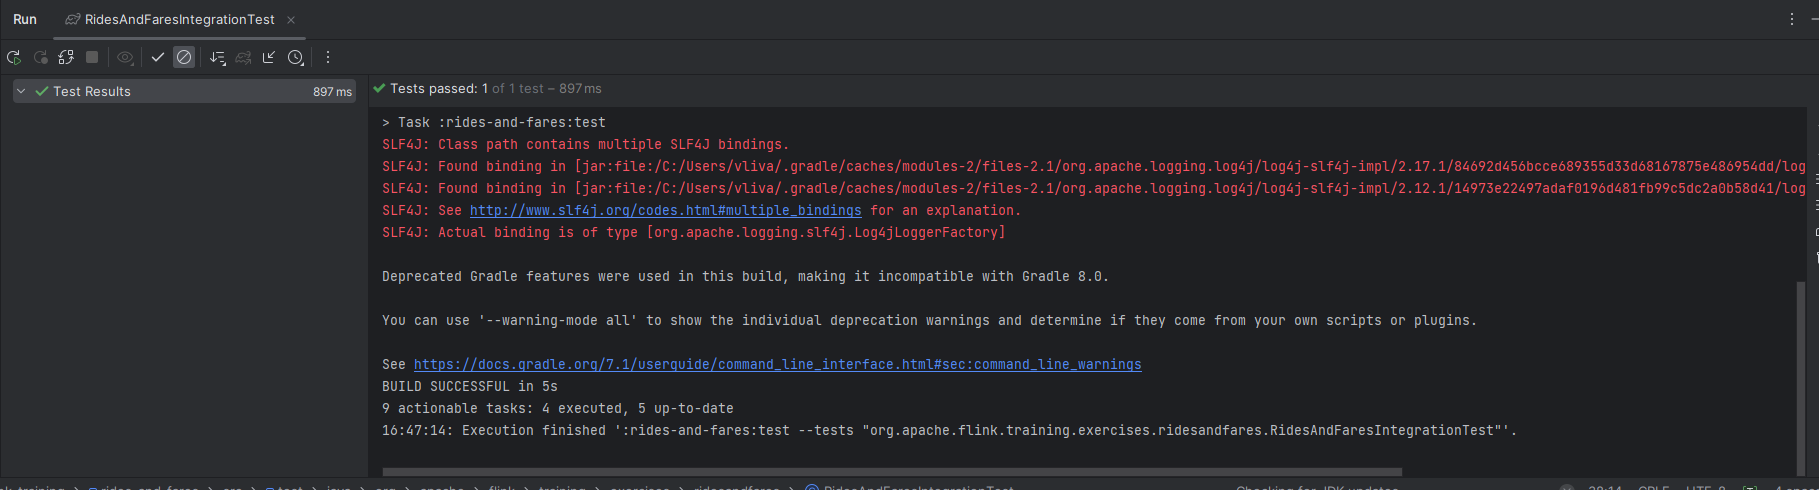 Run RidesAndFaresIntegrationTest
Test Results 897 ms
Tests passed: 1 of 1 test – 897 ms
> Task :rides-and-fares:test
SLF4J: Class path contains multiple SLF4J bindings.
SLF4J: Found binding in [jar:file:/C:/Users/vliva/.gradle/caches/modules-2/files-2.1/org.apache.logging.log4j/log4j-slf4j-impl/2.17.1/84692d456bcce689355d33d68167875e486954dd/log
SLF4J: Found binding in [jar:file:/C:/Users/vliva/.gradle/caches/modules-2/files-2.1/org.apache.logging.log4j/log4j-slf4j-impl/2.12.1/14973e22497adaf0196d481fb99c5dc2a0b58d41/log
SLF4J: See http://www.slf4j.org/codes.html#multiple_bindings for an explanation.
SLF4J: Actual binding is of type [org.apache.logging.slf4j.Log4jLoggerFactory]
Deprecated Gradle features were used in this build, making it incompatible with Gradle 8.0.
You can use '--warning-mode all' to show the individual deprecation warnings and determine if they come from your own scripts or plugins.
See https://docs.gradle.org/7.1/userguide/command_line_interface.html#sec:command_line_warnings
BUILD SUCCESSFUL in 5s
9 actionable tasks: 4 executed, 5 up-to-date
16:47:14: Execution finished ':rides-and-fares:test --tests "org.apache.flink.training.exercises.ridesandfares.RidesAndFaresIntegrationTest"'.